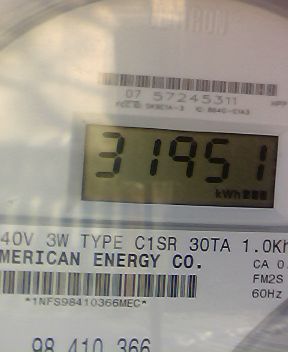 07 57245311
31951
kWh
40V 3W TYPE C1SR 30TA 1.0Kh
MERICAN ENERGY CO.
CA 0.
FM2S
60Hz
*1NFS98410366MEC*
98 410 366